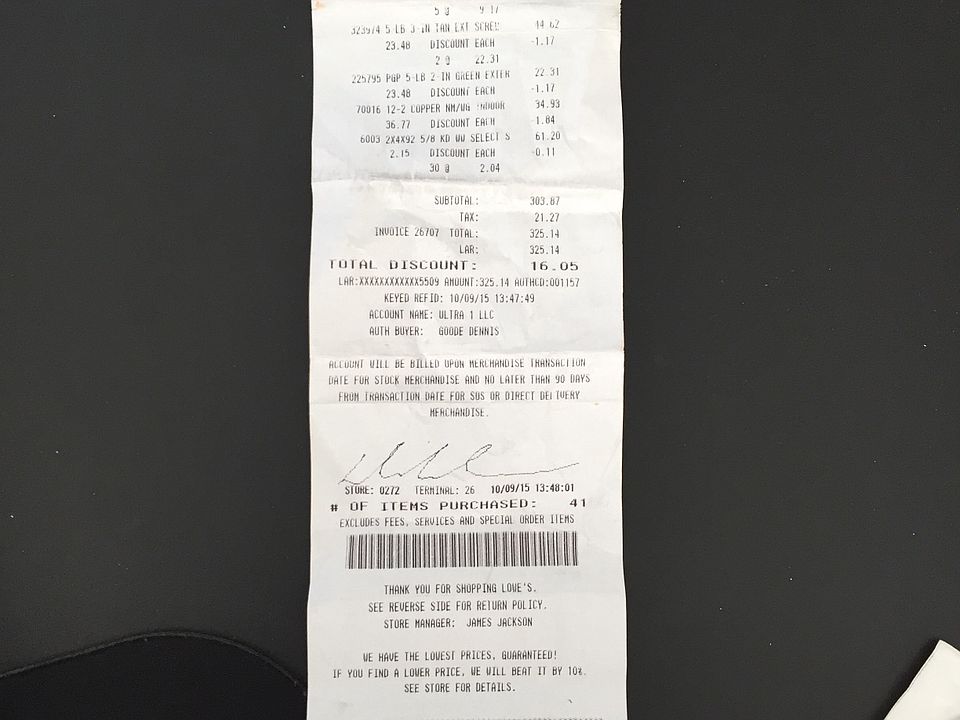 5 @ 9.17
323974 5 LB 3-IN TAN EXT SCREW 44.62
23.48 DISCOUNT EACH -1.17
2 @ 22.31
225795 PGP 5-LB 2-IN GREEN EXTER 22.31
23.48 DISCOUNT EACH -1.17
70016 12-2 COPPER NM/WG INDOOR 34.93
36.77 DISCOUNT EACH -1.84
6003 2X4X92 5/8 KD WW SELECT S 61.20
2.15 DISCOUNT EACH -0.11
30 @ 2.04
SUBTOTAL: 303.87
TAX: 21.27
INVOICE 26707 TOTAL: 325.14
LAR: 325.14
TOTAL DISCOUNT: 16.05
LAR:XXXXXXXXXXXX5509 AMOUNT:325.14 AUTHCD:001157
KEYED REFID: 10/09/15 13:47:49
ACCOUNT NAME: ULTRA 1 LLC
AUTH BUYER: GOODE DENNIS
ACCOUNT WILL BE BILLED UPON MERCHANDISE TRANSACTION
DATE FOR STOCK MERCHANDISE AND NO LATER THAN 90 DAYS
FROM TRANSACTION DATE FOR SOS OR DIRECT DELIVERY
MERCHANDISE.
STORE: 0272 TERMINAL: 26 10/09/15 13:48:01
# OF ITEMS PURCHASED: 41
EXCLUDES FEES, SERVICES AND SPECIAL ORDER ITEMS
THANK YOU FOR SHOPPING LOWE'S.
SEE REVERSE SIDE FOR RETURN POLICY.
STORE MANAGER: JAMES JACKSON
WE HAVE THE LOWEST PRICES, GUARANTEED!
IF YOU FIND A LOWER PRICE, WE WILL BEAT IT BY 10%.
SEE STORE FOR DETAILS.